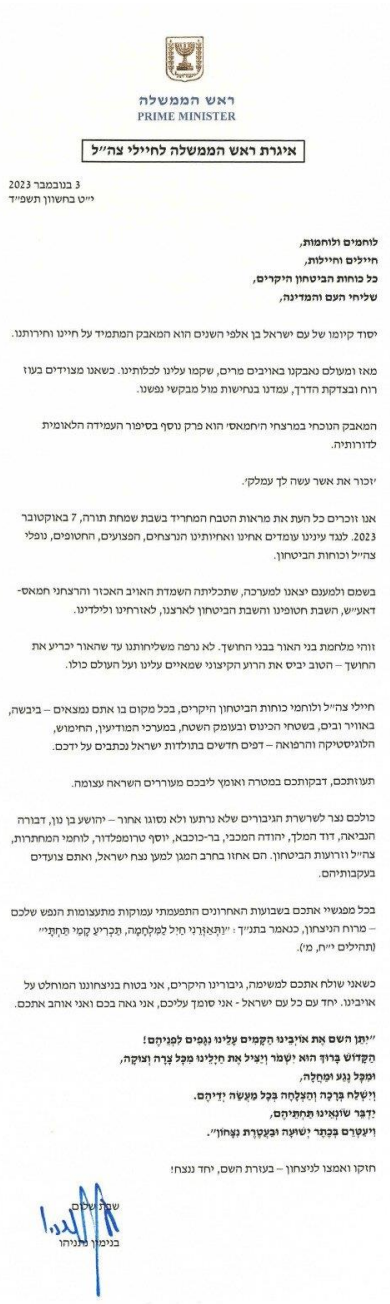 ראש הממשלה
PRIME MINISTER
איגרת ראש הממשלה לחיילי צה״ל
3 בנובמבר 2023
י״ט בחשוון תשפ״ד
לוחמים ולוחמות,
חיילים וחיילות,
כל כוחות הביטחון היקרים,
שליחי העם והמדינה,
יסוד קיומו של עם ישראל בן אלפי השנים הוא המאבק המתמיד על חיינו וחירותנו.
מאז ומעולם נאבקנו באויבים מרים, שקמו עלינו לכלותינו. כשאנו מצוידים בעוז
רוח ובצדקת הדרך, עמדנו בנחישות מול מבקשי נפשנו.
המאבק הנוכחי במרצחי ה׳חמאס׳ הוא פרק נוסף בסיפור העמידה הלאומית
לדורותיה.
׳זכור את אשר עשה לך עמלק׳.
אנו זוכרים כל העת את מראות הטבח המחריד בשבת שמחת תורה, 7 באוקטובר
2023. לנגד עינינו עומדים אחינו ואחיותינו הנרצחים, הפצועים, החטופים, נופלי
צה״ל וכוחות הביטחון.
בשמם ולמענם יצאנו למערכה, שתכליתה השמדת האויב האכזר והרצחני חמאס-
דאע״ש, השבת חטופינו והשבת הביטחון לארצנו, לאזרחינו ולילדינו.
זוהי מלחמת בני האור בבני החושך. לא נרפה משליחותנו עד שהאור יכריע את
החושך – הטוב יביס את הרוע הקיצוני שמאיים עלינו ועל העולם כולו.
חיילי צה״ל ולוחמי כוחות הביטחון היקרים, בכל מקום בו אתם נמצאים – ביבשה,
באוויר ובים, בשטחי הכינוס ובעומק השטח, במערכי המודיעין, החימוש,
הלוגיסטיקה והרפואה – דפים חדשים בתולדות ישראל נכתבים על ידכם.
תעוזתכם, דבקותכם במטרה ואומץ ליבכם מעוררים השראה עצומה.
כולכם נצר לשרשרת הגיבורים שלא נרתעו ולא נסוגו אחור – יהושע בן נון, דבורה
הנביאה, דוד המלך, יהודה המכבי, בר-כוכבא, יוסף טרומפלדור, לוחמי המחתרות,
צה״ל וזרועות הביטחון. הם אחזו בחרב המגן למען נצח ישראל, ואתם צועדים
בעקבותיהם.
בכל מפגשיי אתכם בשבועות האחרונים התפעמתי עמוקות מתעצומות הנפש שלכם
– מרוח הניצחון, כנאמר בתנ״ך: ״וַתְּאַזְּרֵנִי חַיִל לַמִּלְחָמָה, תַּכְרִיעַ קָמַי תַּחְתָּי״
(תהילים י״ח, מ׳).
כשאני שולח אתכם למשימה, גיבורינו היקרים, אני בטוח בניצחוננו המוחלט על
אויבינו. יחד עם כל עם ישראל - אני סומך עליכם, אני גאה בכם ואני אוהב אתכם.
״יִתֵּן הַשֵּׁם אֶת אוֹיְבֵינוּ הַקָּמִים עָלֵינוּ נִגָּפִים לִפְנֵיהֶם!
הַקָּדוֹשׁ בָּרוּךְ הוּא יִשְׁמֹר וְיַצִּיל אֶת חַיָּלֵינוּ מִכָּל צָרָה וְצוּקָה,
וּמִכָּל נֶגַע וּמַחֲלָה,
וְיִשְׁלַח בְּרָכָה וְהַצְלָחָה בְּכָל מַעֲשֵׂה יְדֵיהֶם.
יַדְבֵּר שׂוֹנְאֵינוּ תַּחְתֵּיהֶם,
וִיעַטְּרֵם בְּכֶתֶר יְשׁוּעָה וּבַעֲטֶרֶת נִצָּחוֹן״.
חזקו ואמצו לניצחון – בעזרת השם, יחד ננצח!
שבת שלום
בנימין נתניהו